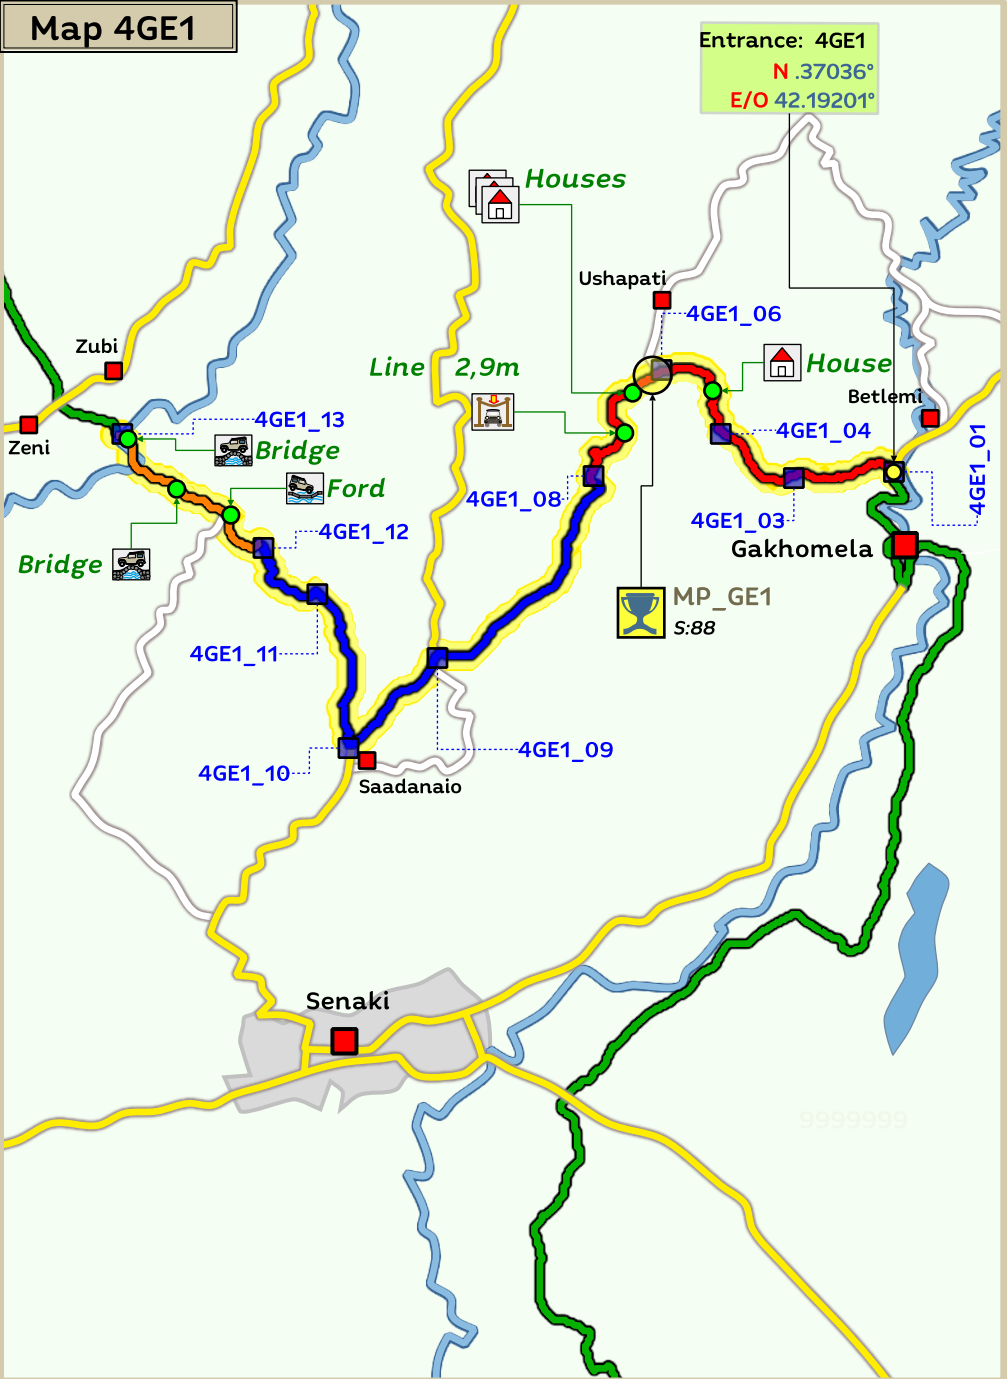 Map 4GE1
Entrance: 4GE1
N .37036°
E/O 42.19201°
Houses
Ushapati
4GE1_06
Zubi
Line 2,9m
House
Betlemi
4GE1_13
Zeni
Bridge
4GE1_04
4GE1_01
Ford
4GE1_08
4GE1_03
4GE1_12
Gakhomela
Bridge
MP_GE1
S:88
4GE1_11
4GE1_09
4GE1_10
Saadanaio
Senaki
9999999